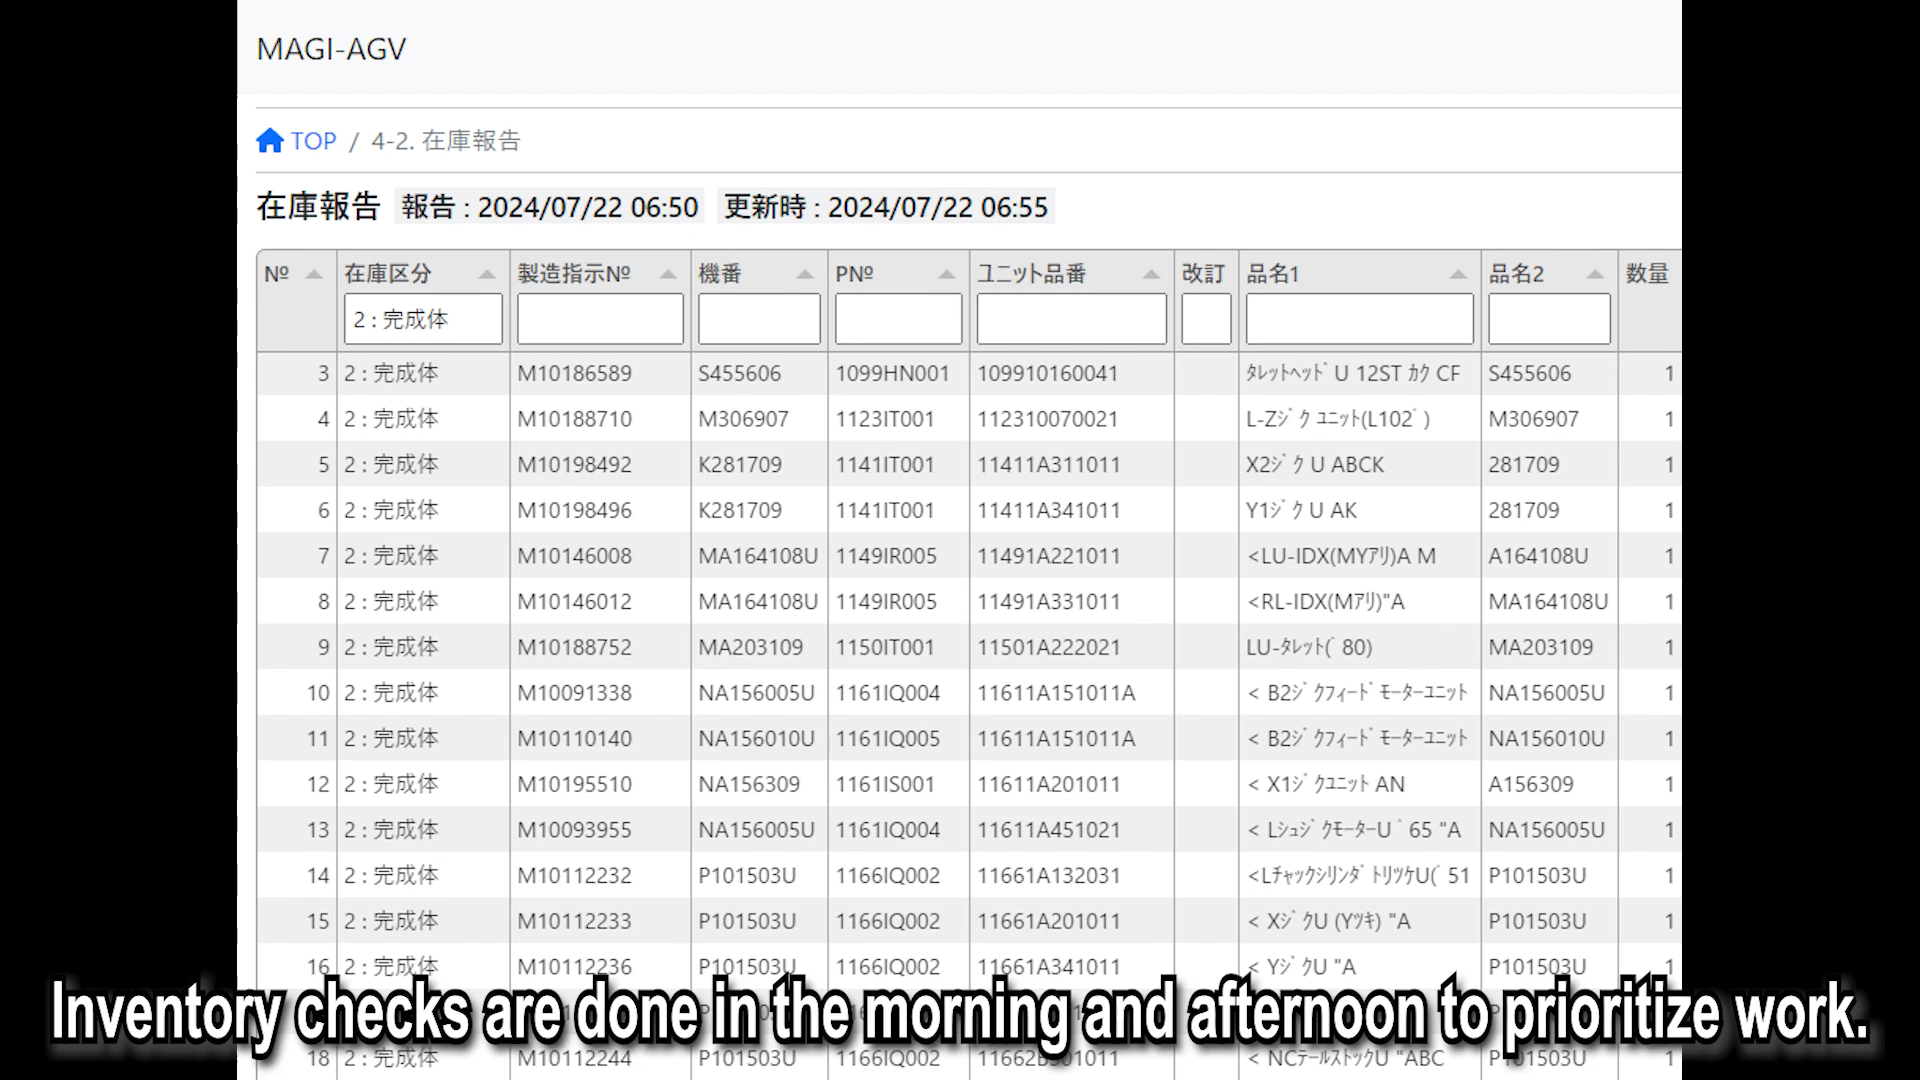 MAGI-AGV
TOP / 4-2. 在庫報告
在庫報告 報告 : 2024/07/22 06:50 更新時 : 2024/07/22 06:55
№ 在庫区分 製造指示№ 機番 P№ ユニット品番 改訂 品名1 品名2 数量
2 : 完成体
3 2 : 完成体 M10186589 S455606 1099HN001 109910160041 ﾀﾚｯﾄﾍｯﾄﾞU 12ST ｶｸ CF S455606 1
4 2 : 完成体 M10188710 M306907 1123IT001 112310070021 L-Zｼﾞｸ ﾕﾆｯﾄ(L102ﾞ) M306907 1
5 2 : 完成体 M10198492 K281709 1141IT001 11411A311011 X2ｼﾞｸ U ABCK 281709 1
6 2 : 完成体 M10198496 K281709 1141IT001 11411A341011 Y1ｼﾞｸ U AK 281709 1
7 2 : 完成体 M10146008 MA164108U 1149IR005 11491A221011 <LU-IDX(MYｱﾘ)A M A164108U 1
8 2 : 完成体 M10146012 MA164108U 1149IR005 11491A331011 <RL-IDX(Mｱﾘ)"A MA164108U 1
9 2 : 完成体 M10188752 MA203109 1150IT001 11501A222021 LU-ﾀﾚｯﾄ(ﾞ80) MA203109 1
10 2 : 完成体 M10091338 NA156005U 1161IQ004 11611A151011A < B2ｼﾞｸﾌｨｰﾄﾞﾓｰﾀｰﾕﾆｯﾄ NA156005U 1
11 2 : 完成体 M10110140 NA156010U 1161IQ005 11611A151011A < B2ｼﾞｸﾌｨｰﾄﾞﾓｰﾀｰﾕﾆｯﾄ NA156010U 1
12 2 : 完成体 M10195510 NA156309 1161IS001 11611A201011 < X1ｼﾞｸﾕﾆｯﾄ AN A156309 1
13 2 : 完成体 M10093955 NA156005U 1161IQ004 11611A451021 < LｼｭｼﾞｸﾓｰﾀｰUﾞ65 "A NA156005U 1
14 2 : 完成体 M10112232 P101503U 1166IQ002 11661A132031 <LﾁｬｯｸｼﾘﾝﾀﾞﾄﾘﾂｹU(ﾞ51 P101503U 1
15 2 : 完成体 M10112233 P101503U 1166IQ002 11661A201011 < XｼﾞｸU (Yﾂｷ) "A P101503U 1
16 2 : 完成体 M10112236 P101503U 1166IQ002 11661A341011 < YｼﾞｸU "A P101503U 1
Inventory checks are done in the morning and afternoon to prioritize work.
18 2 : 完成体 M10112244 P101503U 1166IQ002 < NCﾃｰﾙｽﾄｯｸU "ABC P101503U 1